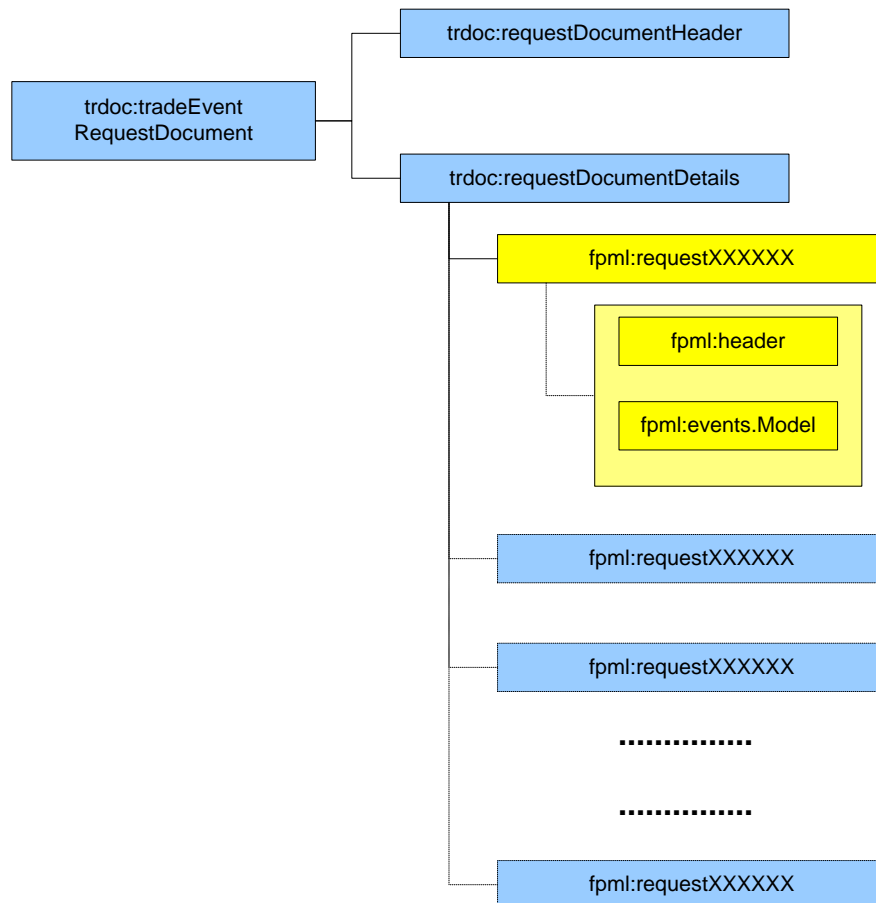 trdoc:requestDocumentHeader
trdoc:tradeEvent
RequestDocument
trdoc:requestDocumentDetails
fpml:requestXXXXXX
fpml:header
fpml:events.Model
fpml:requestXXXXXX
fpml:requestXXXXXX
...............
...............
fpml:requestXXXXXX